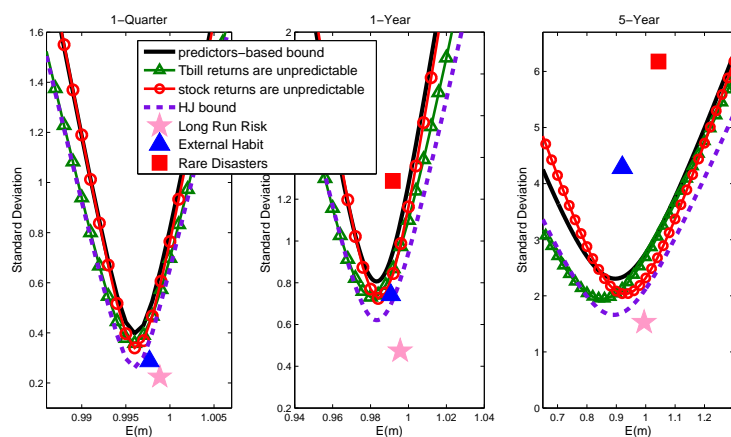 1−Quarter
1−Year
5−Year
predictors−based bound
Tbill returns are unpredictable
stock returns are unpredictable
HJ bound
Long Run Risk
External Habit
Rare Disasters
Standard Deviation
1.6
1.4
1.2
1
0.8
0.6
0.4
0.2
0.99
0.995
1
1.005
E(m)
Standard Deviation
2
1.2
1
0.8
0.6
0.4
0.2
0
0.94
0.96
0.98
1
1.02
1.04
E(m)
Standard Deviation
6
5
4
3
2
1
0
0.7
0.8
0.9
1
1.1
1.2
E(m)